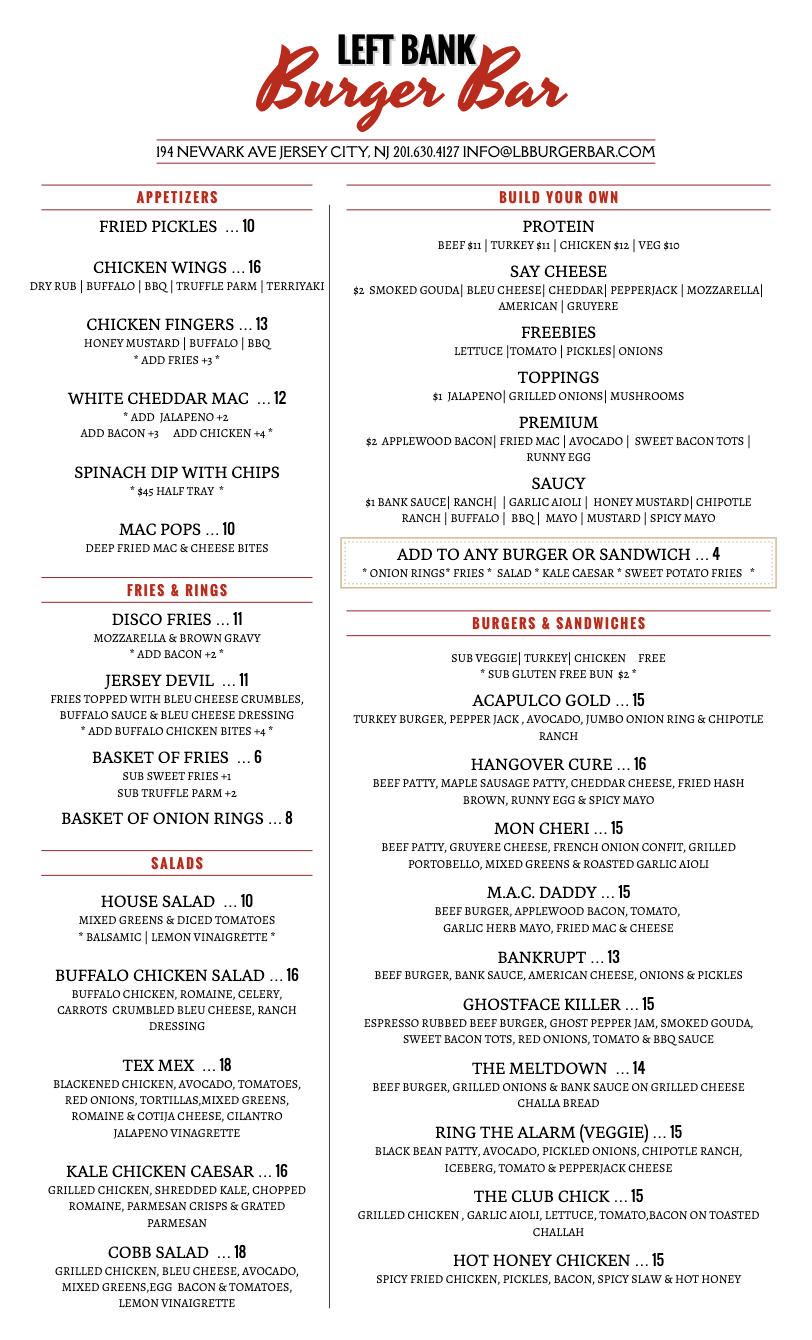 LEFT BANK
Burger Bar
194 NEWARK AVE JERSEY CITY, NJ 201.630.4127 INFO@LBBURGERBAR.COM
APPETIZERS
FRIED PICKLES ... 10
CHICKEN WINGS ... 16
DRY RUB | BUFFALO | BBQ | TRUFFLE PARM | TERRIYAKI
CHICKEN FINGERS ... 13
HONEY MUSTARD | BUFFALO | BBQ
* ADD FRIES +3 *
WHITE CHEDDAR MAC ... 12
* ADD JALAPENO +2
ADD BACON +3 ADD CHICKEN +4 *
SPINACH DIP WITH CHIPS
* $45 HALF TRAY *
MAC POPS ... 10
DEEP FRIED MAC & CHEESE BITES
FRIES & RINGS
DISCO FRIES ... 11
MOZZARELLA & BROWN GRAVY
* ADD BACON +2 *
JERSEY DEVIL ... 11
FRIES TOPPED WITH BLEU CHEESE CRUMBLES,
BUFFALO SAUCE & BLEU CHEESE DRESSING
* ADD BUFFALO CHICKEN BITES +4 *
BASKET OF FRIES ... 6
SUB SWEET FRIES +1
SUB TRUFFLE PARM +2
BASKET OF ONION RINGS ... 8
SALADS
HOUSE SALAD ... 10
MIXED GREENS & DICED TOMATOES
* BALSAMIC | LEMON VINAIGRETTE *
BUFFALO CHICKEN SALAD ... 16
BUFFALO CHICKEN, ROMAINE, CELERY,
CARROTS CRUMBLED BLEU CHEESE, RANCH
DRESSING
TEX MEX ... 18
BLACKENED CHICKEN, AVOCADO, TOMATOES,
RED ONIONS, TORTILLAS,MIXED GREENS,
ROMAINE & COTIJA CHEESE, CILANTRO
JALAPENO VINAGRETTE
KALE CHICKEN CAESAR ... 16
GRILLED CHICKEN, SHREDDED KALE, CHOPPED
ROMAINE, PARMESAN CRISPS & GRATED
PARMESAN
COBB SALAD ... 18
GRILLED CHICKEN, BLEU CHEESE, AVOCADO,
MIXED GREENS,EGG BACON & TOMATOES,
LEMON VINAIGRETTE
BUILD YOUR OWN
PROTEIN
BEEF $11 | TURKEY $11 | CHICKEN $12 | VEG $10
SAY CHEESE
$2 SMOKED GOUDA| BLEU CHEESE| CHEDDAR| PEPPERJACK | MOZZARELLA|
AMERICAN | GRUYERE
FREEBIES
LETTUCE |TOMATO | PICKLES| ONIONS
TOPPINGS
$1 JALAPENO| GRILLED ONIONS| MUSHROOMS
PREMIUM
$2 APPLEWOOD BACON| FRIED MAC | AVOCADO | SWEET BACON TOTS |
RUNNY EGG
SAUCY
$1 BANK SAUCE| RANCH| | GARLIC AIOLI | HONEY MUSTARD| CHIPOTLE
RANCH | BUFFALO | BBQ | MAYO | MUSTARD | SPICY MAYO
ADD TO ANY BURGER OR SANDWICH ... 4
* ONION RINGS* FRIES * SALAD * KALE CAESAR * SWEET POTATO FRIES *
BURGERS & SANDWICHES
SUB VEGGIE| TURKEY| CHICKEN FREE
* SUB GLUTEN FREE BUN $2 *
ACAPULCO GOLD ... 15
TURKEY BURGER, PEPPER JACK , AVOCADO, JUMBO ONION RING & CHIPOTLE
RANCH
HANGOVER CURE ... 16
BEEF PATTY, MAPLE SAUSAGE PATTY, CHEDDAR CHEESE, FRIED HASH
BROWN, RUNNY EGG & SPICY MAYO
MON CHERI ... 15
BEEF PATTY, GRUYERE CHEESE, FRENCH ONION CONFIT, GRILLED
PORTOBELLO, MIXED GREENS & ROASTED GARLIC AIOLI
M.A.C. DADDY ... 15
BEEF BURGER, APPLEWOOD BACON, TOMATO,
GARLIC HERB MAYO, FRIED MAC & CHEESE
BANKRUPT ... 13
BEEF BURGER, BANK SAUCE, AMERICAN CHEESE, ONIONS & PICKLES
GHOSTFACE KILLER ... 15
ESPRESSO RUBBED BEEF BURGER, GHOST PEPPER JAM, SMOKED GOUDA,
SWEET BACON TOTS, RED ONIONS, TOMATO & BBQ SAUCE
THE MELTDOWN ... 14
BEEF BURGER, GRILLED ONIONS & BANK SAUCE ON GRILLED CHEESE
CHALLA BREAD
RING THE ALARM (VEGGIE) ... 15
BLACK BEAN PATTY, AVOCADO, PICKLED ONIONS, CHIPOTLE RANCH,
ICEBERG, TOMATO & PEPPERJACK CHEESE
THE CLUB CHICK ... 15
GRILLED CHICKEN , GARLIC AIOLI, LETTUCE, TOMATO,BACON ON TOASTED
CHALLAH
HOT HONEY CHICKEN ... 15
SPICY FRIED CHICKEN, PICKLES, BACON, SPICY SLAW & HOT HONEY